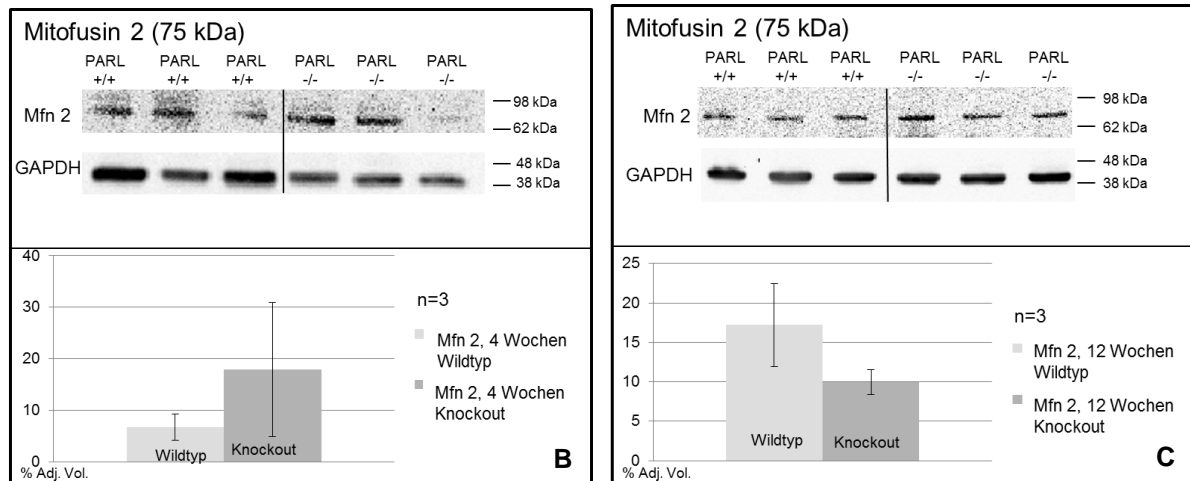 Mitofusin 2 (75 kDa)
PARL PARL PARL PARL PARL PARL
+/+ +/+ +/+ -/- -/- -/-
Mfn 2
98 kDa
62 kDa
GAPDH
48 kDa
38 kDa
40
30
20
10
0
% Adj. Vol.
Wildtyp
Knockout
n=3
Mfn 2, 4 Wochen
Wildtyp
Mfn 2, 4 Wochen
Knockout
B
Mitofusin 2 (75 kDa)
PARL PARL PARL PARL PARL PARL
+/+ +/+ +/+ -/- -/- -/-
Mfn 2
98 kDa
62 kDa
GAPDH
48 kDa
38 kDa
25
20
15
10
5
0
% Adj. Vol.
Wildtyp
Knockout
n=3
Mfn 2, 12 Wochen
Wildtyp
Mfn 2, 12 Wochen
Knockout
C